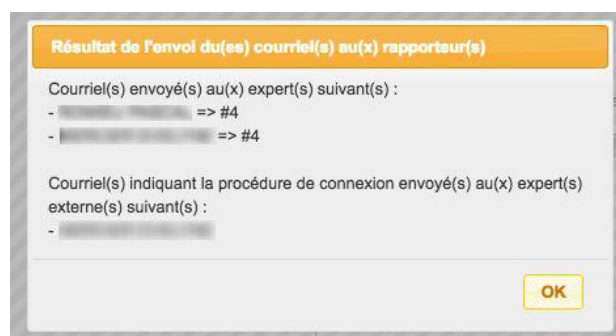 Résultat de l'envoi du(es) courriel(s) au(x) rapporteur(s)
Courriel(s) envoyé(s) au(x) expert(s) suivant(s) :
- => #4
- => #4
Courriel(s) indiquant la procédure de connexion envoyé(s) au(x) expert(s)
externe(s) suivant(s) :
-
OK